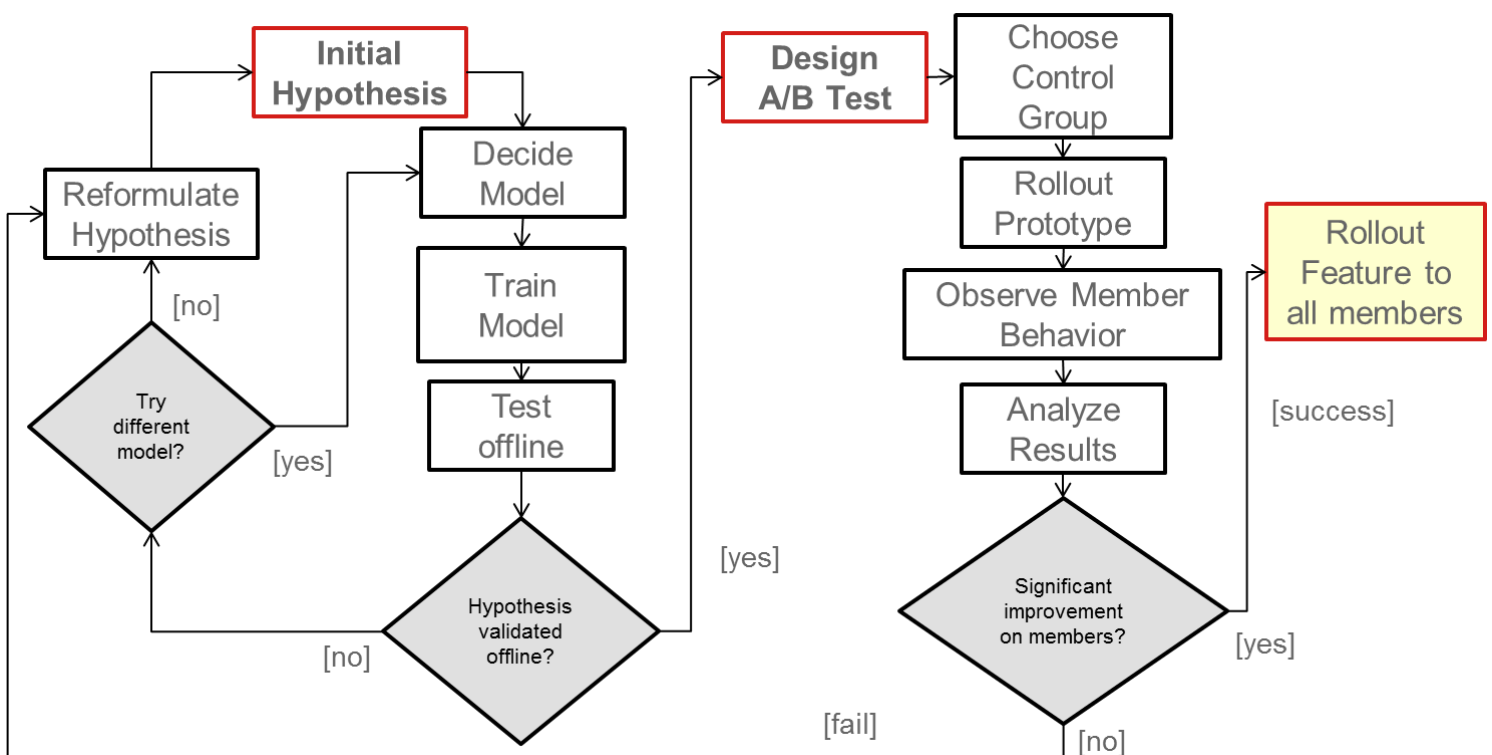 Initial
Hypothesis
Decide
Model
Reformulate
Hypothesis
Train
Model
[no]
Test
offline
Try
different
model?
[yes]
Hypothesis
validated
offline?
[no]
[yes]
Design
A/B Test
Choose
Control
Group
Rollout
Prototype
Observe Member
Behavior
Analyze
Results
Significant
improvement
on members?
[yes]
[success]
Rollout
Feature to
all members
[fail]
[no]